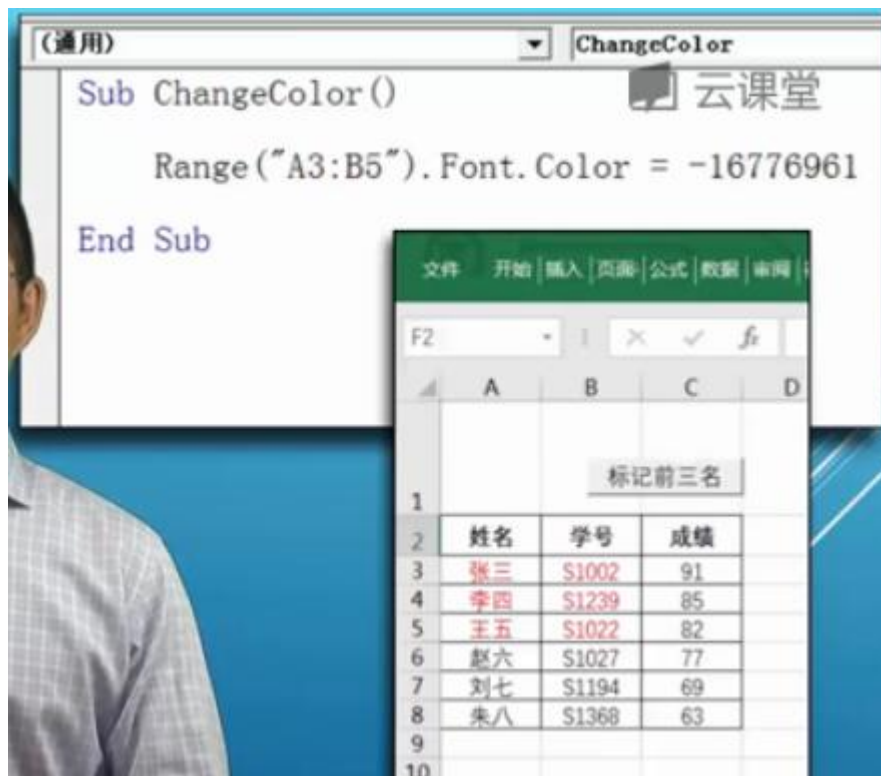 (通用) ChangeColor
Sub ChangeColor()
云课堂
Range("A3:B5").Font.Color = -16776961
End Sub
文件 开始 插入 页面 公式 数据 审阅
F2 fx
A B C D
标记前三名
1
2 姓名 学号 成绩
3 张三 S1002 91
4 李四 S1239 85
5 王五 S1022 82
6 赵六 S1027 77
7 刘七 S1194 69
8 朱八 S1368 63
9
10